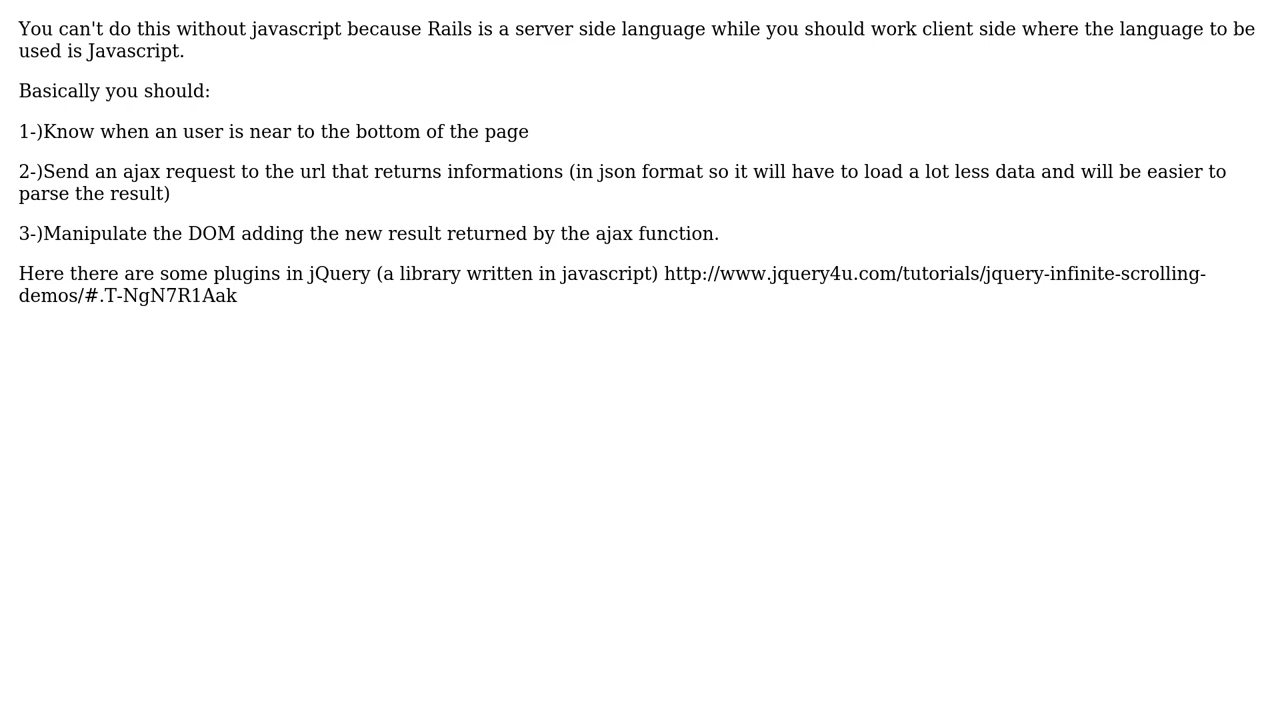 You can't do this without javascript because Rails is a server side language while you should work client side where the language to be
used is Javascript.
Basically you should:
1-)Know when an user is near to the bottom of the page
2-)Send an ajax request to the url that returns informations (in json format so it will have to load a lot less data and will be easier to
parse the result)
3-)Manipulate the DOM adding the new result returned by the ajax function.
Here there are some plugins in jQuery (a library written in javascript) http://www.jquery4u.com/tutorials/jquery-infinite-scrolling-
demos/#.T-NgN7R1Aak